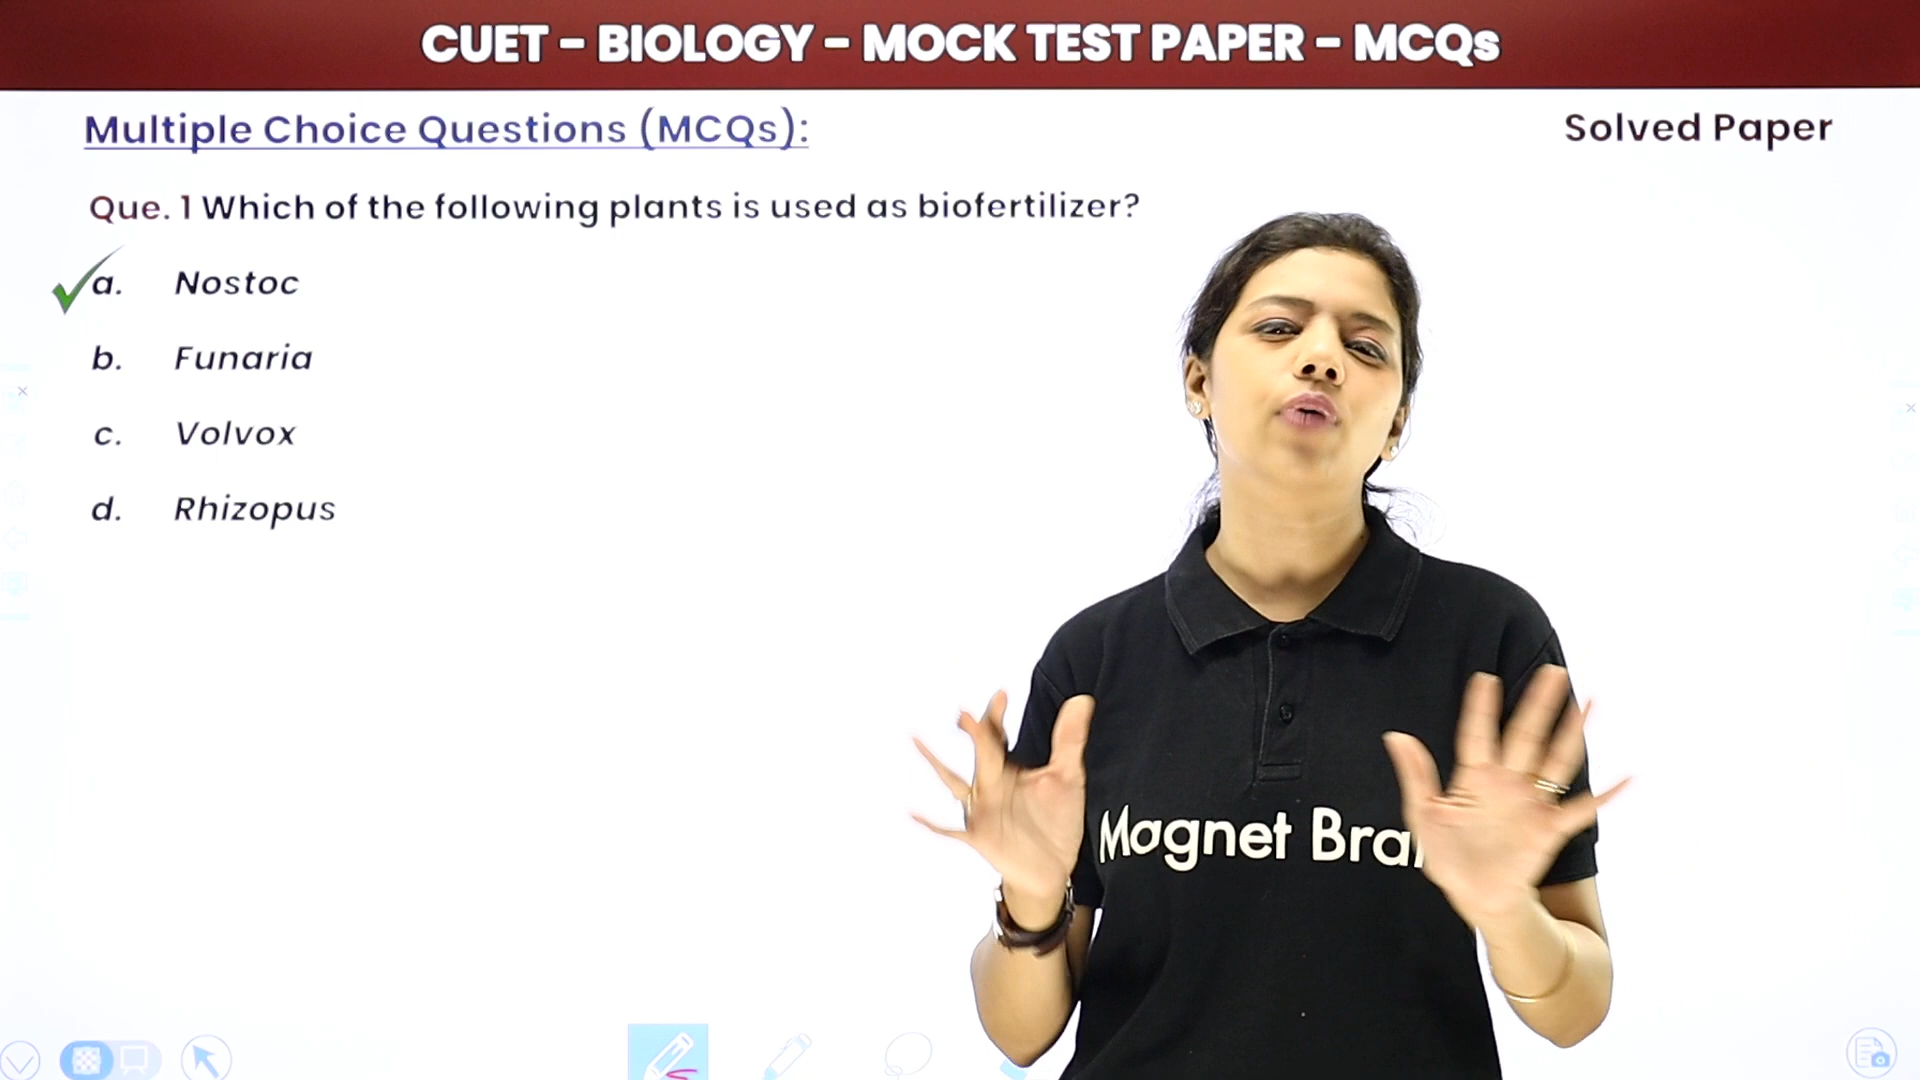 CUET - BIOLOGY - MOCK TEST PAPER - MCQs
Multiple Choice Questions (MCQs):
Solved Paper
Que. 1 Which of the following plants is used as biofertilizer?
a. Nostoc
b. Funaria
c. Volvox
d. Rhizopus
Magnet Bra